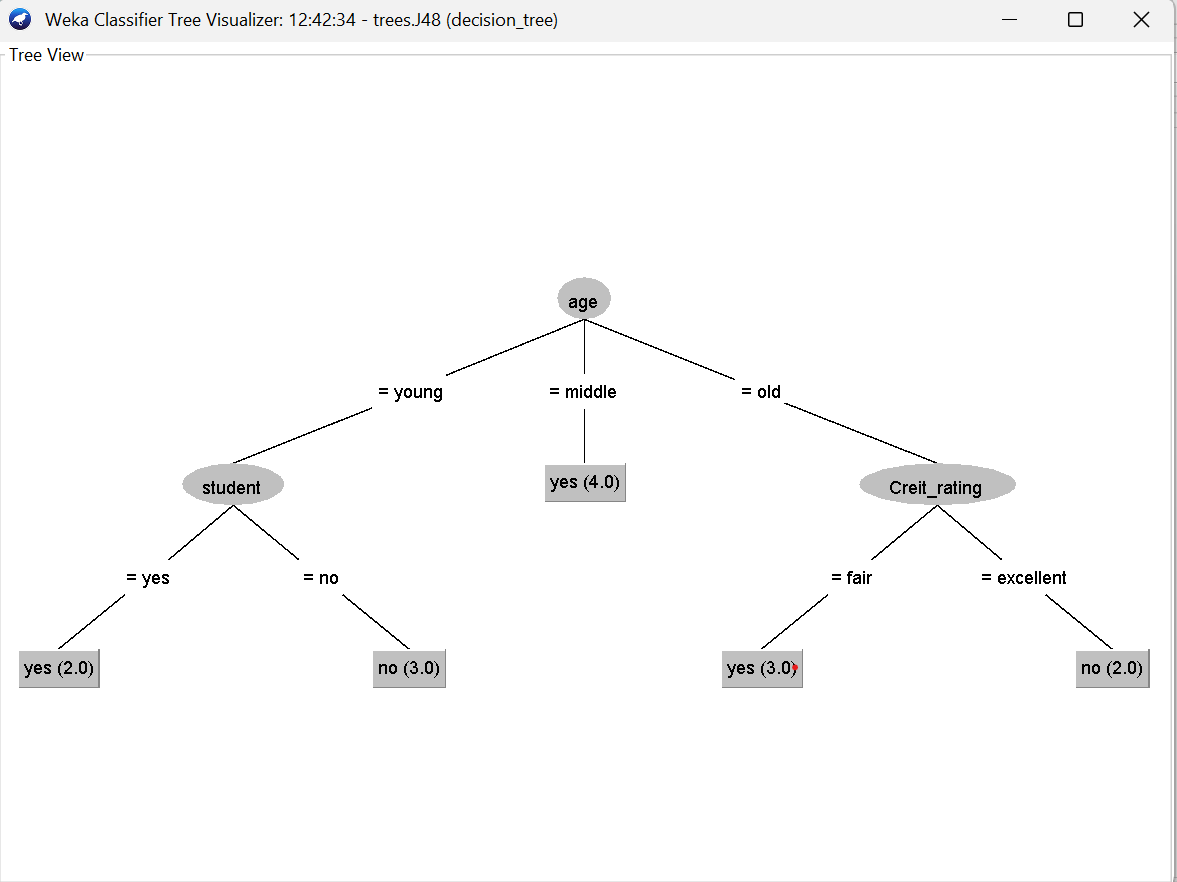 Weka Classifier Tree Visualizer: 12:42:34 - trees.J48 (decision_tree)
Tree View
age
= young
= middle
= old
student
yes (4.0)
Creit_rating
= yes
= no
= fair
= excellent
yes (2.0)
no (3.0)
yes (3.0)
no (2.0)